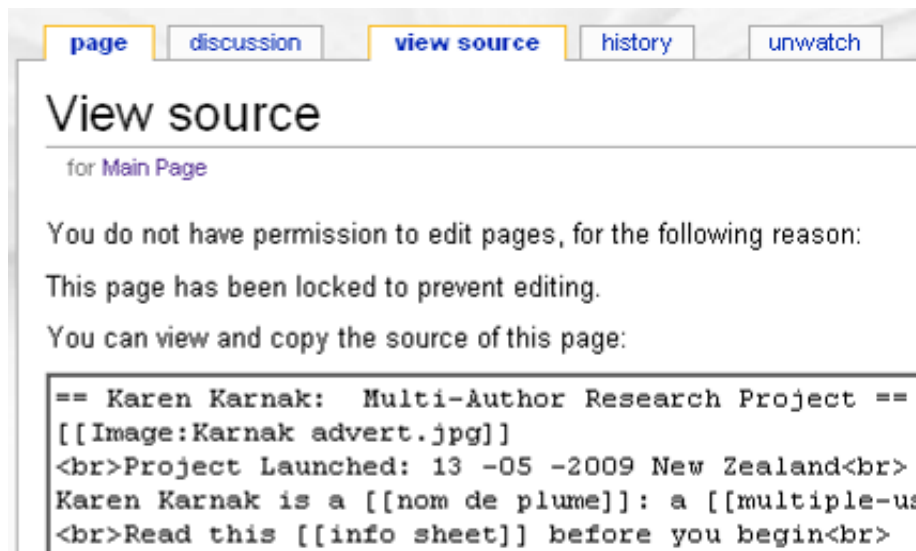 page discussion view source history unwatch
View source
for Main Page
You do not have permission to edit pages, for the following reason:
This page has been locked to prevent editing.
You can view and copy the source of this page:
== Karen Karnak:  Multi-Author Research Project ==
[[Image:Karnak advert.jpg]]
<br>Project Launched: 13 -05 -2009 New Zealand<br>
Karen Karnak is a [[nom de plume]]: a [[multiple-us
<br>Read this [[info sheet]] before you begin<br>